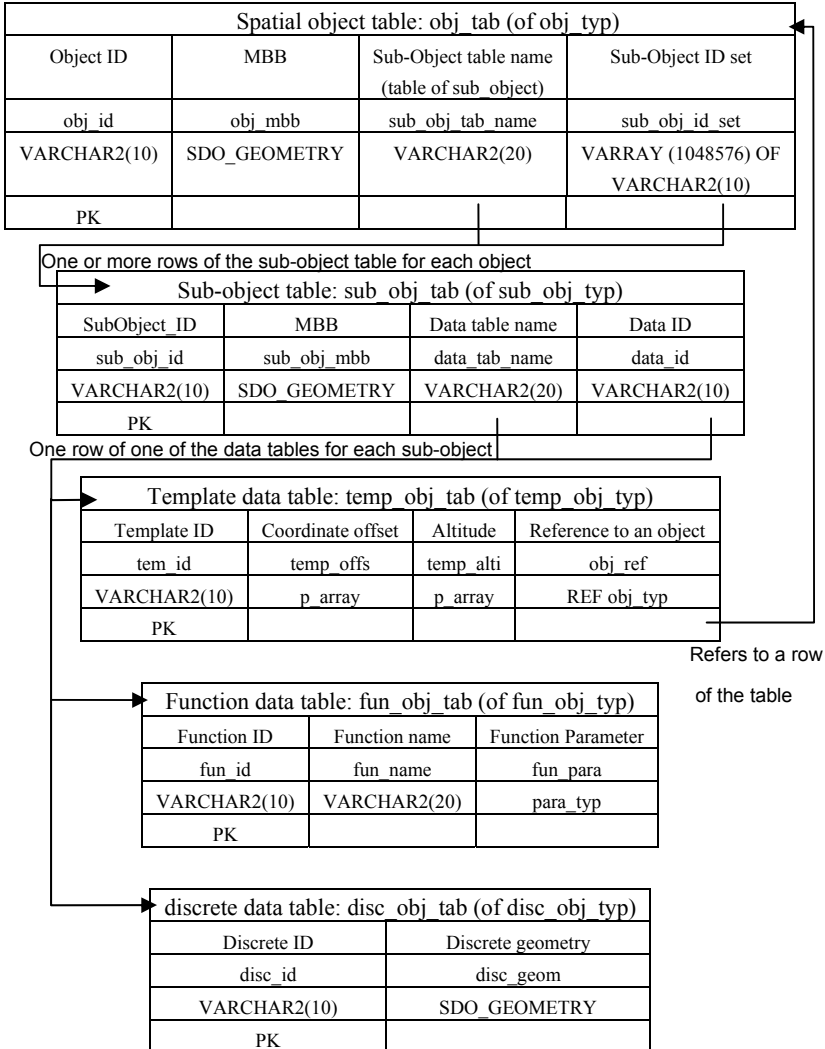 Spatial object table: obj_tab (of obj_typ)
Object ID MBB Sub-Object table name Sub-Object ID set
(table of sub_object)
obj_id obj_mbb sub_obj_tab_name sub_obj_id_set
VARCHAR2(10) SDO_GEOMETRY VARCHAR2(20) VARRAY (1048576) OF
VARCHAR2(10)
PK
One or more rows of the sub-object table for each object
Sub-object table: sub_obj_tab (of sub_obj_typ)
SubObject_ID MBB Data table name Data ID
sub_obj_id sub_obj_mbb data_tab_name data_id
VARCHAR2(10) SDO_GEOMETRY VARCHAR2(20) VARCHAR2(10)
PK
One row of one of the data tables for each sub-object
Template data table: temp_obj_tab (of temp_obj_typ)
Template ID Coordinate offset Altitude Reference to an object
tem_id temp_offs temp_alti obj_ref
VARCHAR2(10) p_array p_array REF obj_typ
PK
Refers to a row
of the table
Function data table: fun_obj_tab (of fun_obj_typ)
Function ID Function name Function Parameter
fun_id fun_name fun_para
VARCHAR2(10) VARCHAR2(20) para_typ
PK
discrete data table: disc_obj_tab (of disc_obj_typ)
Discrete ID Discrete geometry
disc_id disc_geom
VARCHAR2(10) SDO_GEOMETRY
PK